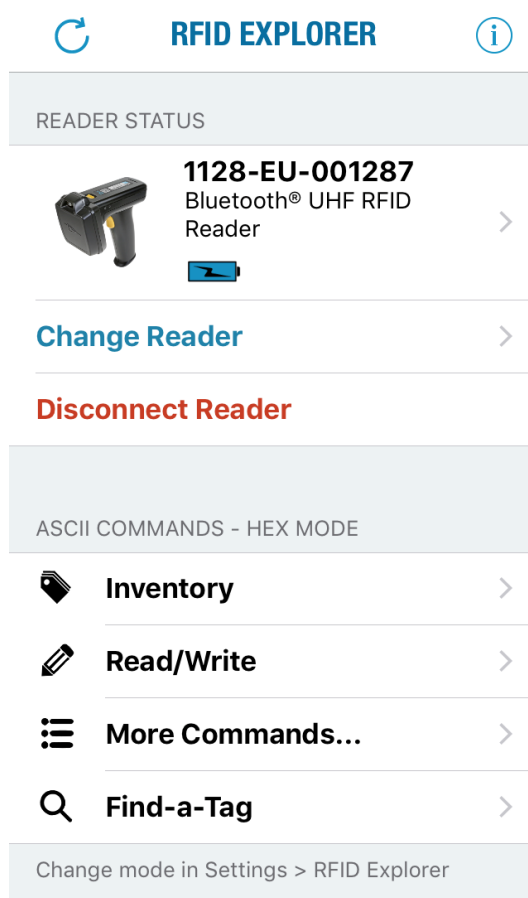 RFID EXPLORER
READER STATUS
1128-EU-001287
Bluetooth® UHF RFID
Reader
Change Reader
Disconnect Reader
ASCII COMMANDS - HEX MODE
Inventory
Read/Write
More Commands...
Find-a-Tag
Change mode in Settings > RFID Explorer